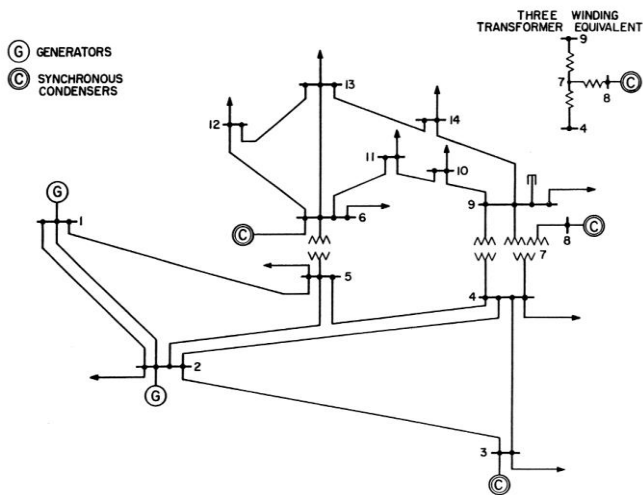 THREE WINDING
TRANSFORMER EQUIVALENT
9
7
C
8
4
G GENERATORS
C SYNCHRONOUS
CONDENSERS
13
14
12
11
10
9
6
C
8
C
7
G
1
5
4
2
G
3
C